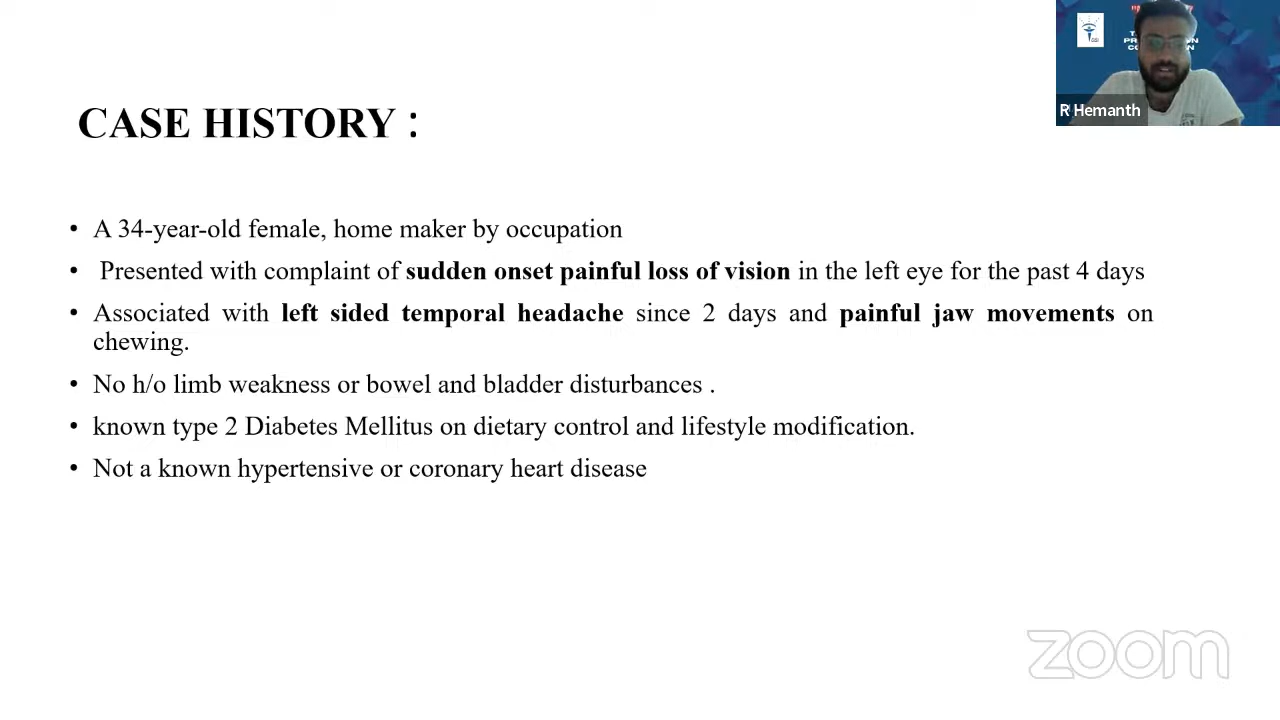 R Hemanth
CASE HISTORY :
• A 34-year-old female, home maker by occupation
• Presented with complaint of sudden onset painful loss of vision in the left eye for the past 4 days
• Associated with left sided temporal headache since 2 days and painful jaw movements on
chewing.
• No h/o limb weakness or bowel and bladder disturbances .
• known type 2 Diabetes Mellitus on dietary control and lifestyle modification.
• Not a known hypertensive or coronary heart disease
zoom